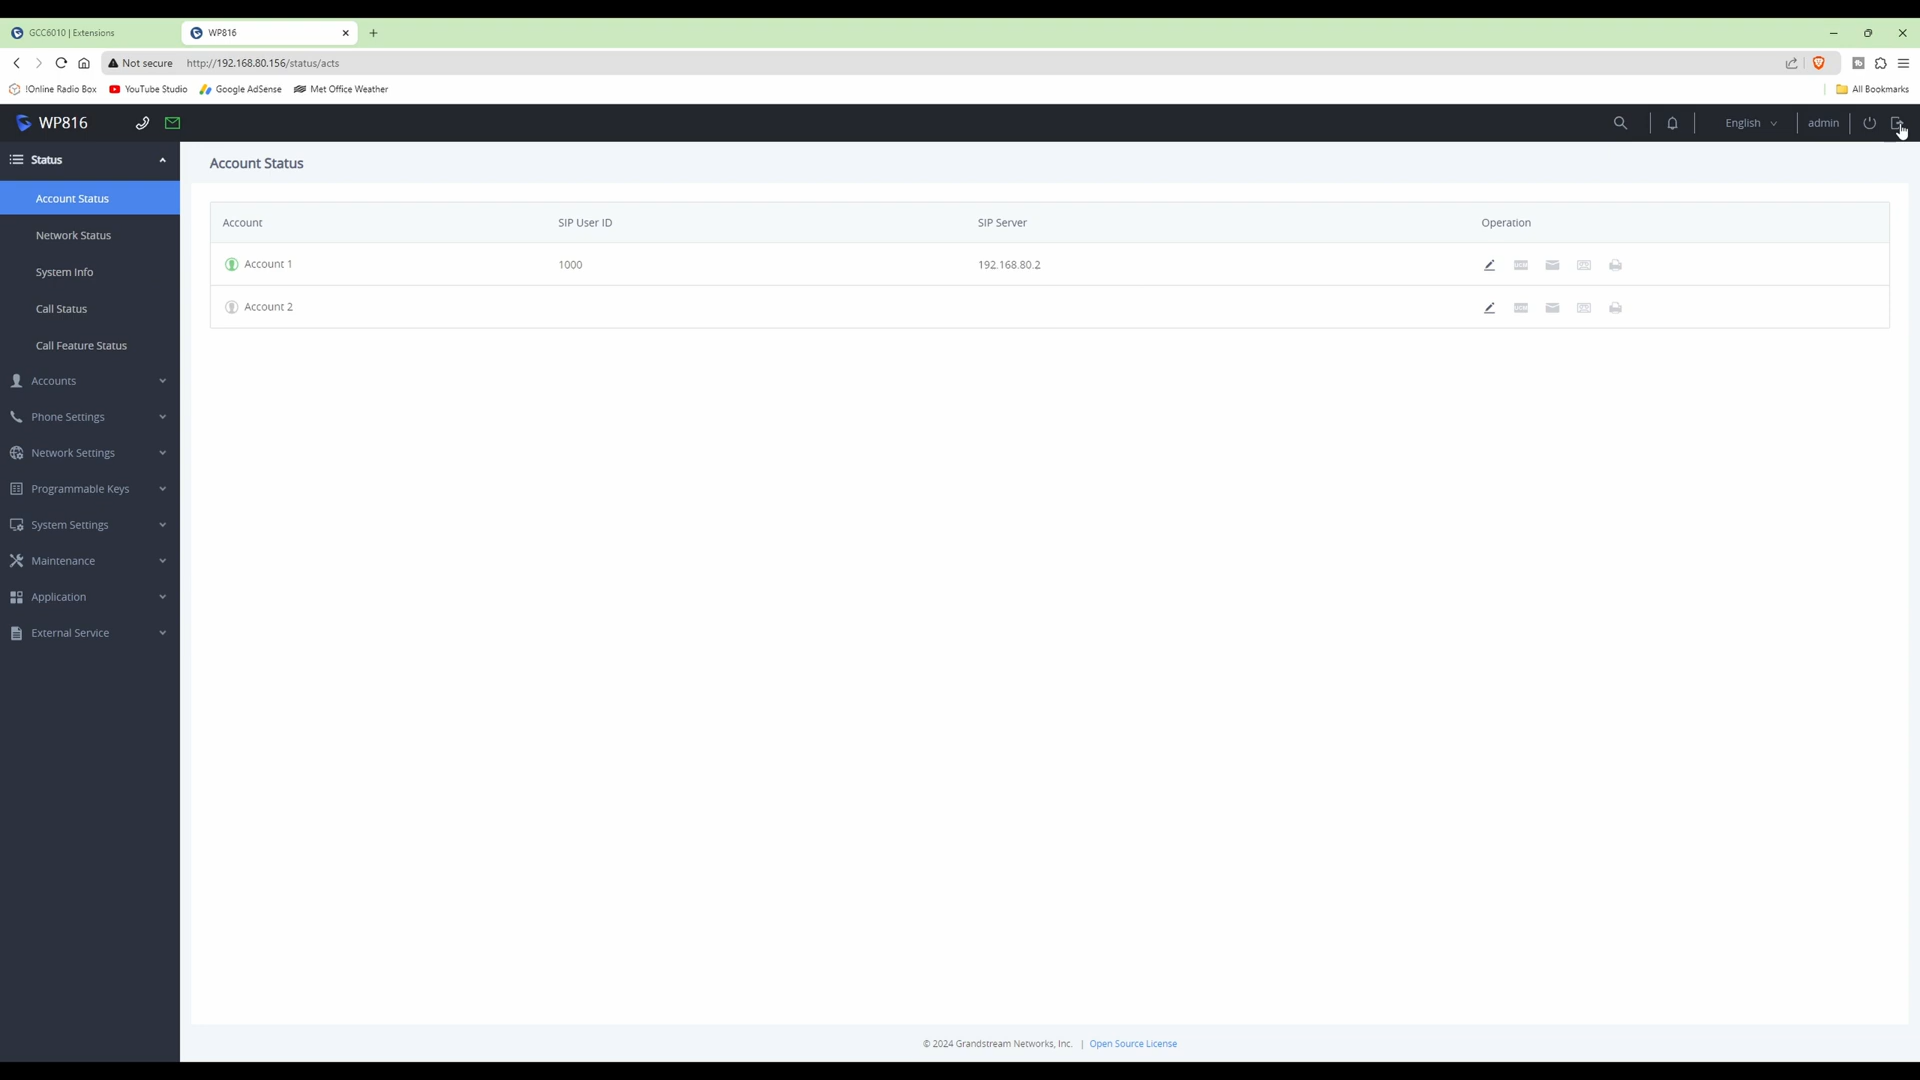 GCC6010 | Extensions
WP816
Not secure http://192.168.80.156/status/acts
!Online Radio Box YouTube Studio Google AdSense Met Office Weather All Bookmarks
WP816 English admin
Status
Account Status
Network Status
System Info
Call Status
Call Feature Status
Accounts
Phone Settings
Network Settings
Programmable Keys
System Settings
Maintenance
Application
External Service
Account Status
Account SIP User ID SIP Server Operation
Account 1 1000 192.168.80.2
Account 2
© 2024 Grandstream Networks, Inc. | Open Source License